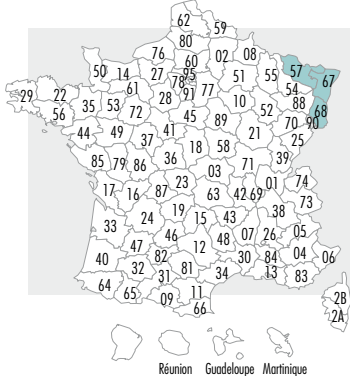 62 59
80
76 60 02 08
50 14 27 95 57
78 51 55 67
61 91 77 54
29 22 35 53 28 10 88 68
56 72 45 89 52 70 90
44 49 41 21 25
37 18 58 39
85 79 86 36 71
03
17 16 87 23 63 42 69 01 74
73
33 24 19 15 43 38
46 07 26 05
40 47 82 12 48 30 84 04 06
32 31 81 34 13 83
64 65 09 11
66
2B
2A
Réunion Guadeloupe Martinique